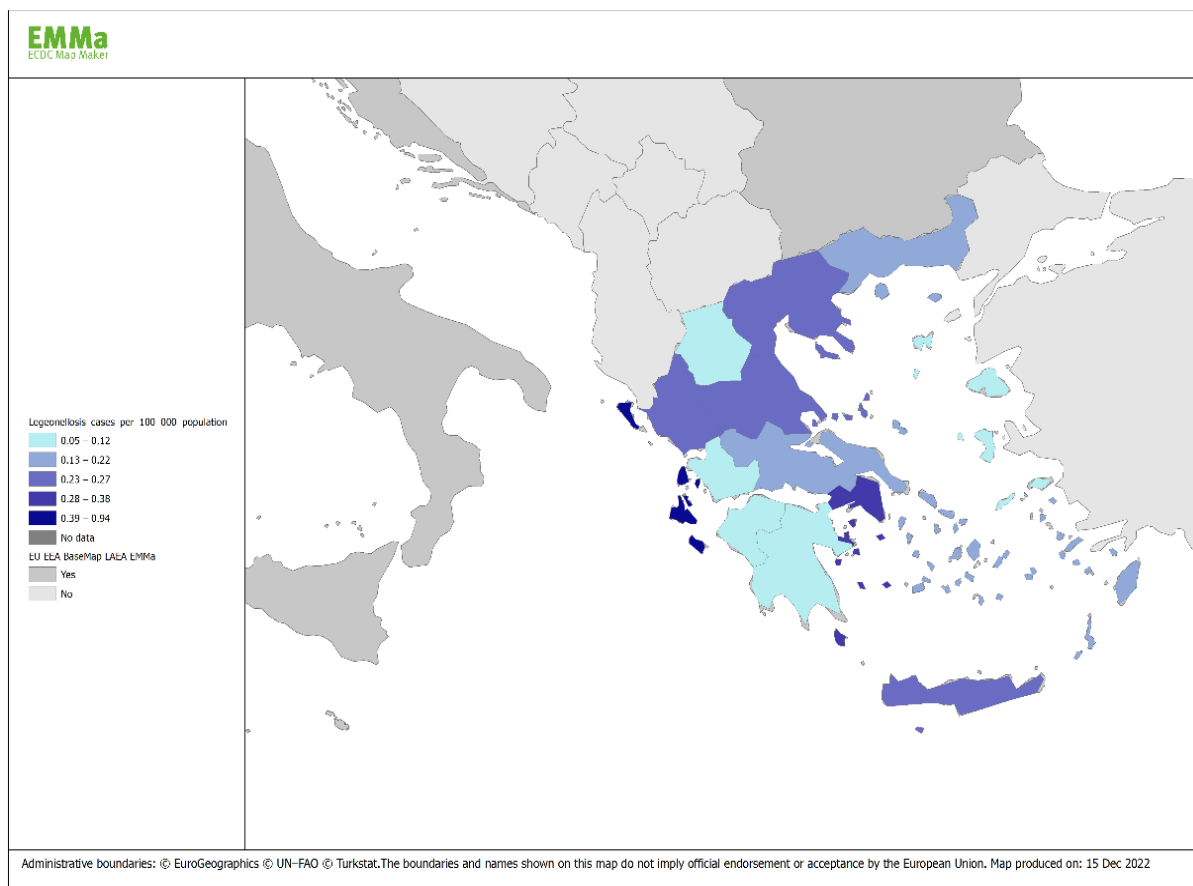 EMMa
ECDC Map Maker
Legeonellosis cases per 100 000 population
0.05 – 0.12
0.13 – 0.22
0.23 – 0.27
0.28 – 0.38
0.39 – 0.94
No data
EU EEA BaseMap LAEA EMMa
Yes
No
Administrative boundaries: © EuroGeographics © UN–FAO © Turkstat.The boundaries and names shown on this map do not imply official endorsement or acceptance by the European Union. Map produced on: 15 Dec 2022